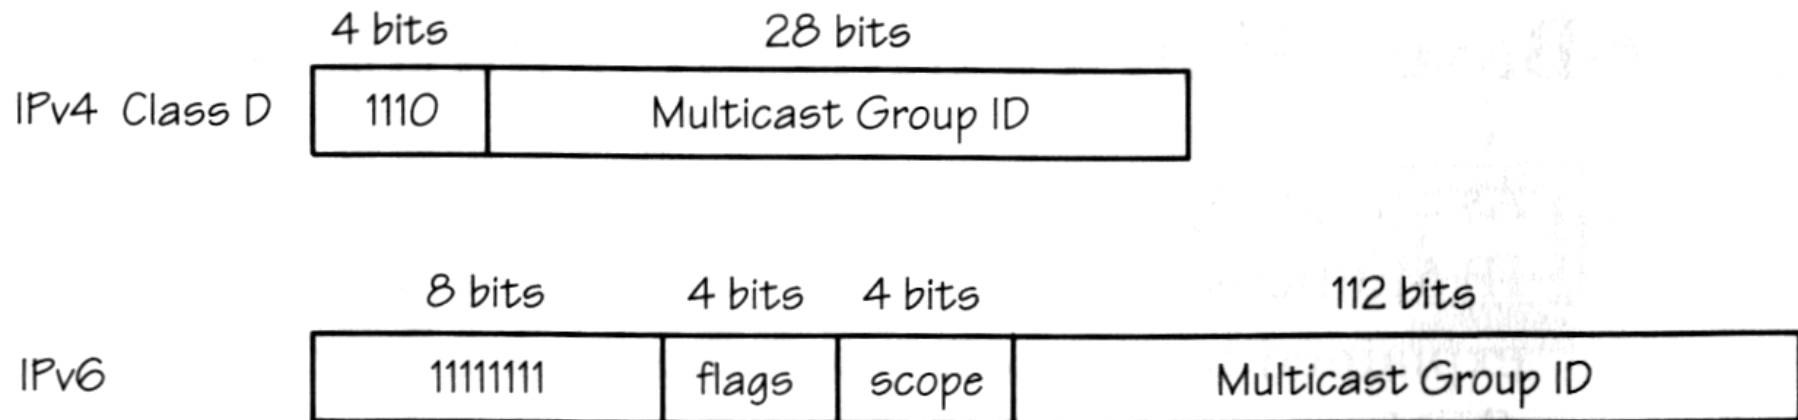 4 bits 28 bits
IPv4 Class D 1110 Multicast Group ID
8 bits 4 bits 4 bits 112 bits
IPv6 11111111 flags scope Multicast Group ID